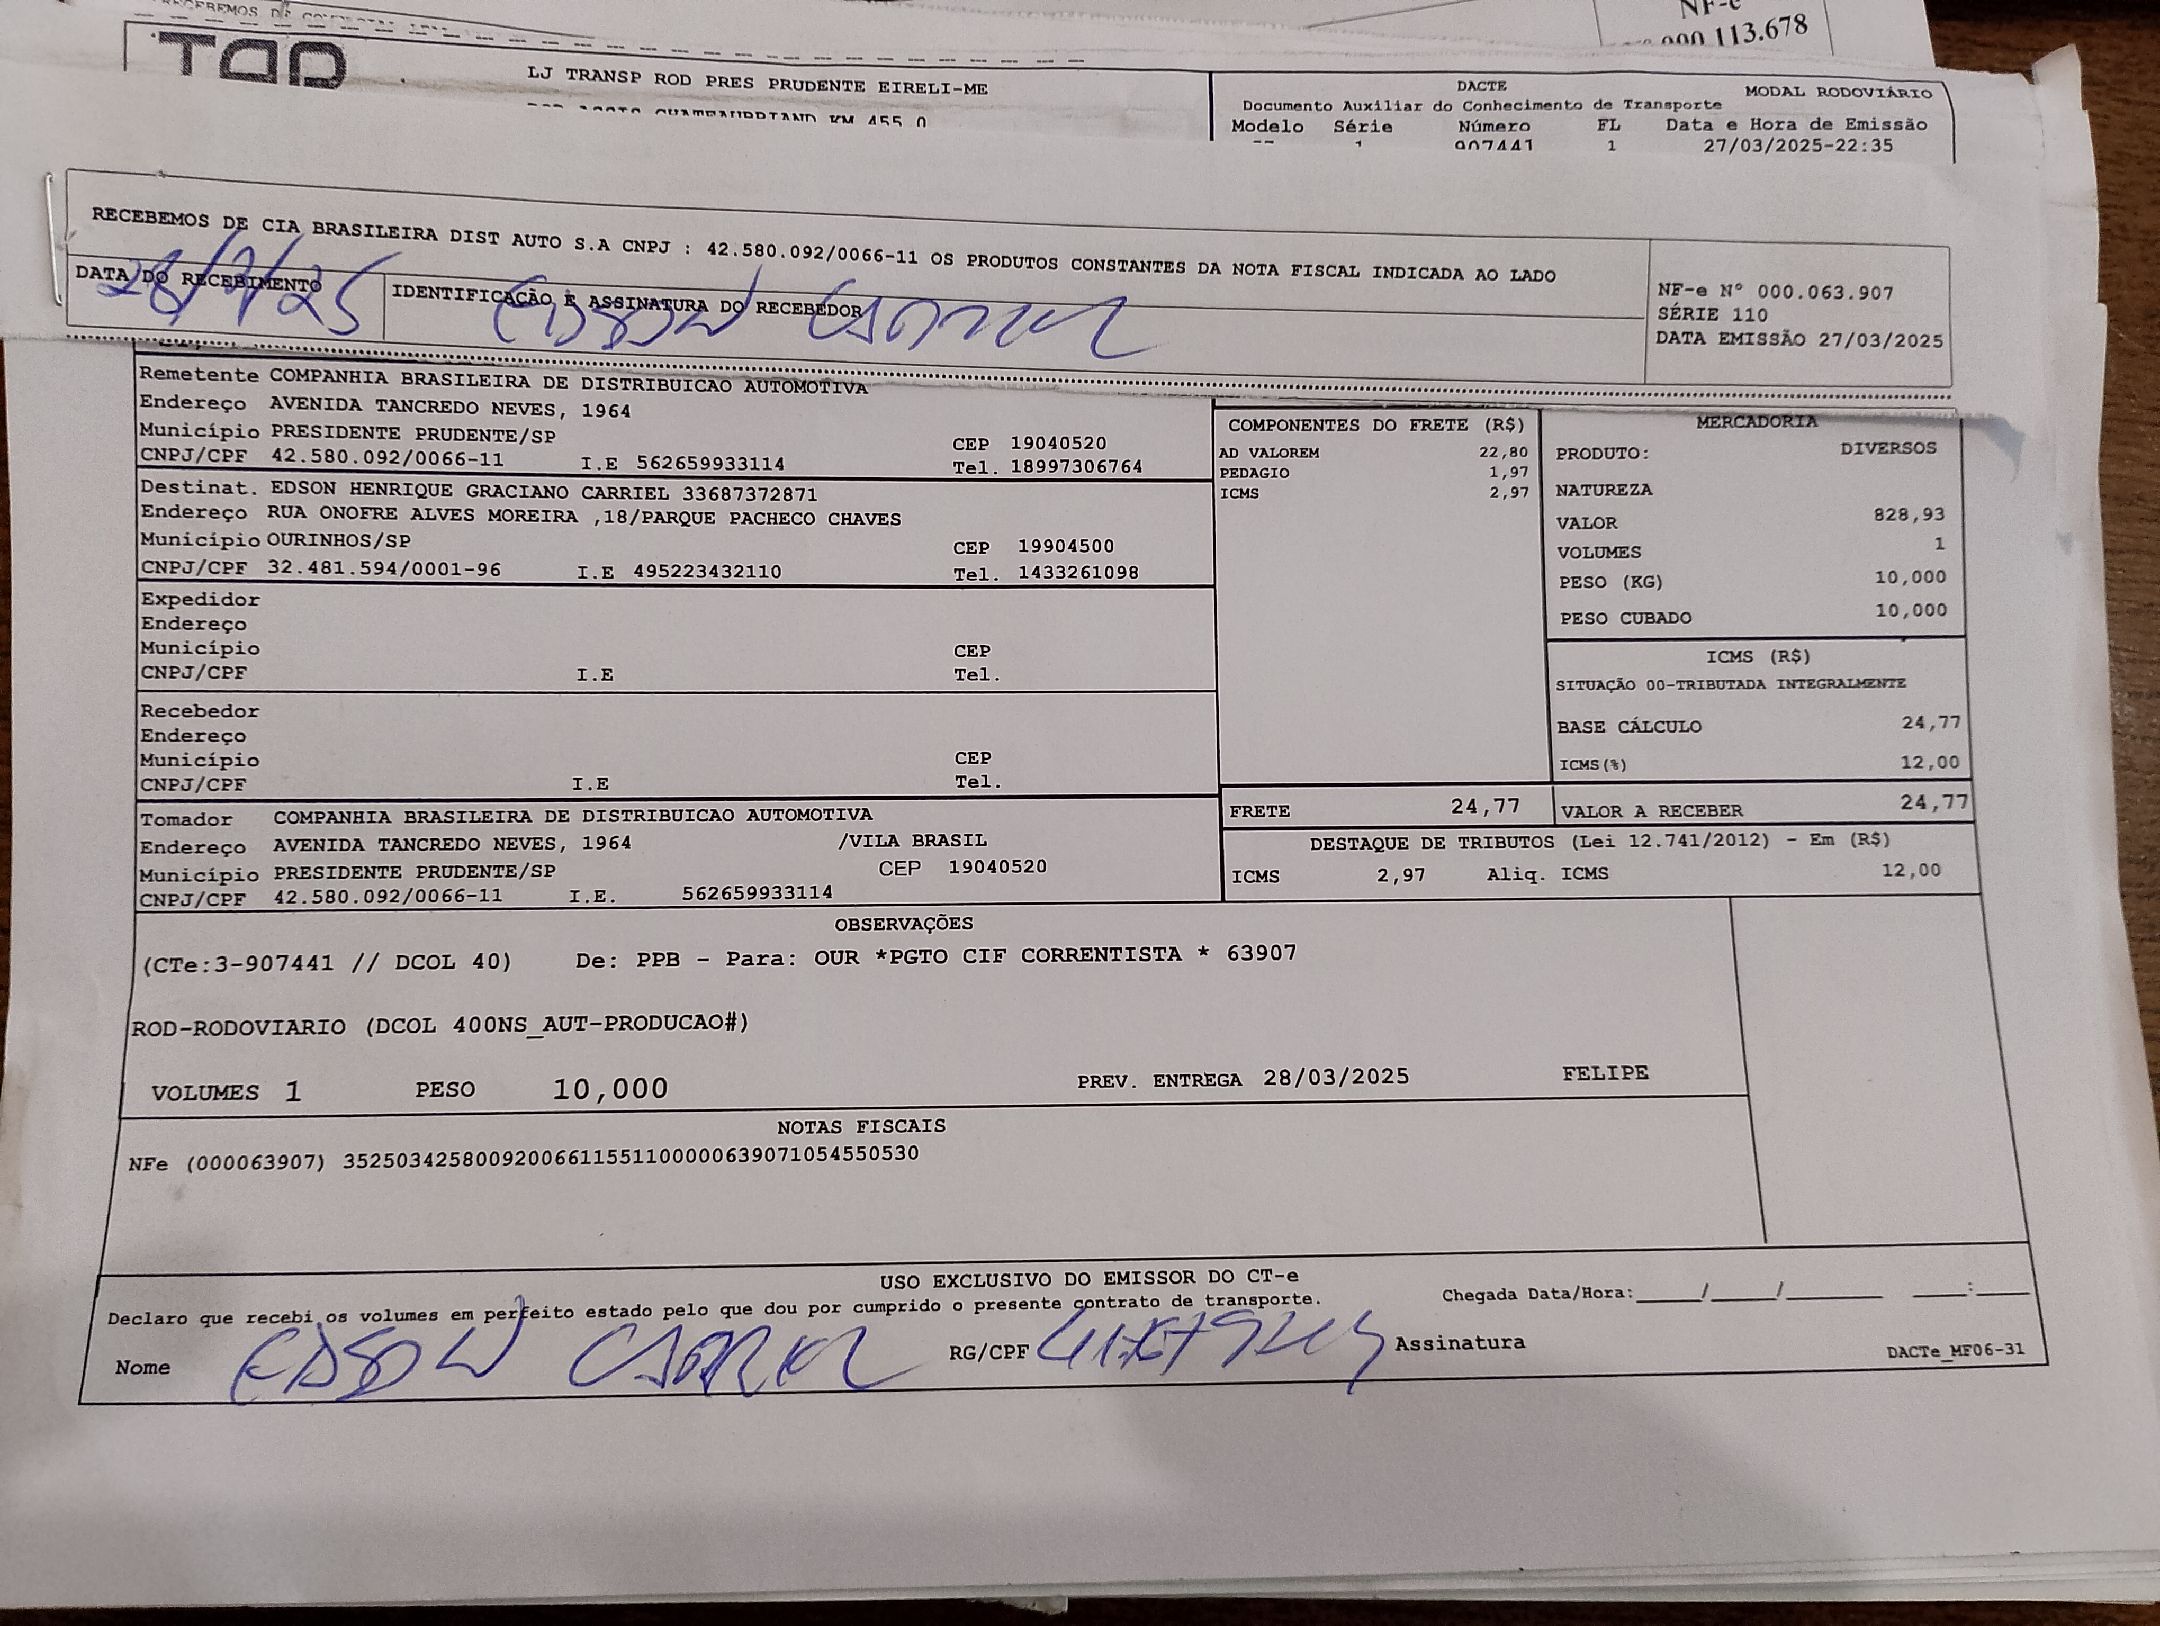 NF-e
000.113.678
LJ TRANSP ROD PRES PRUDENTE EIRELI-ME
KM 455 0
DACTE
MODAL RODOVIÁRIO
Documento Auxiliar do Conhecimento de Transporte
Modelo Série Número FL Data e Hora de Emissão
1 907441 1 27/03/2025-22:35
RECEBEMOS DE CIA BRASILEIRA DIST AUTO S.A CNPJ : 42.580.092/0066-11 OS PRODUTOS CONSTANTES DA NOTA FISCAL INDICADA AO LADO
DATA DO RECEBIMENTO
IDENTIFICAÇÃO E ASSINATURA DO RECEBEDOR
EDSON
NF-e N° 000.063.907
SÉRIE 110
DATA EMISSÃO 27/03/2025
Remetente COMPANHIA BRASILEIRA DE DISTRIBUICAO AUTOMOTIVA
Endereço AVENIDA TANCREDO NEVES, 1964
Município PRESIDENTE PRUDENTE/SP CEP 19040520
CNPJ/CPF 42.580.092/0066-11 I.E 562659933114 Tel. 18997306764
Destinat. EDSON HENRIQUE GRACIANO CARRIEL 33687372871
Endereço RUA ONOFRE ALVES MOREIRA ,18/PARQUE PACHECO CHAVES
Município OURINHOS/SP CEP 19904500
CNPJ/CPF 32.481.594/0001-96 I.E 495223432110 Tel. 1433261098
Expedidor
Endereço
Município CEP
CNPJ/CPF I.E Tel.
Recebedor
Endereço
Município CEP
CNPJ/CPF I.E Tel.
Tomador COMPANHIA BRASILEIRA DE DISTRIBUICAO AUTOMOTIVA
Endereço AVENIDA TANCREDO NEVES, 1964 /VILA BRASIL
Município PRESIDENTE PRUDENTE/SP CEP 19040520
CNPJ/CPF 42.580.092/0066-11 I.E. 562659933114
COMPONENTES DO FRETE (R$)
AD VALOREM 22,80
PEDAGIO 1,97
ICMS 2,97
MERCADORIA
PRODUTO: DIVERSOS
NATUREZA
VALOR 828,93
VOLUMES 1
PESO (KG) 10,000
PESO CUBADO 10,000
ICMS (R$)
SITUAÇÃO 00-TRIBUTADA INTEGRALMENTE
BASE CÁLCULO 24,77
ICMS(%) 12,00
FRETE 24,77 VALOR A RECEBER 24,77
DESTAQUE DE TRIBUTOS (Lei 12.741/2012) - Em (R$)
ICMS 2,97 Aliq. ICMS 12,00
OBSERVAÇÕES
(CTe:3-907441 // DCOL 40) De: PPB - Para: OUR *PGTO CIF CORRENTISTA * 63907
ROD-RODOVIARIO (DCOL 400NS_AUT-PRODUCAO#)
VOLUMES 1 PESO 10,000 PREV. ENTREGA 28/03/2025 FELIPE
NOTAS FISCAIS
NFe (000063907) 35250342580092006611551100000639071054550530
USO EXCLUSIVO DO EMISSOR DO CT-e
Declaro que recebi os volumes em perfeito estado pelo que dou por cumprido o presente contrato de transporte. Chegada Data/Hora:_____/_____/_______ ____:____
Nome EDSON RG/CPF Assinatura
DACTe_MF06-31